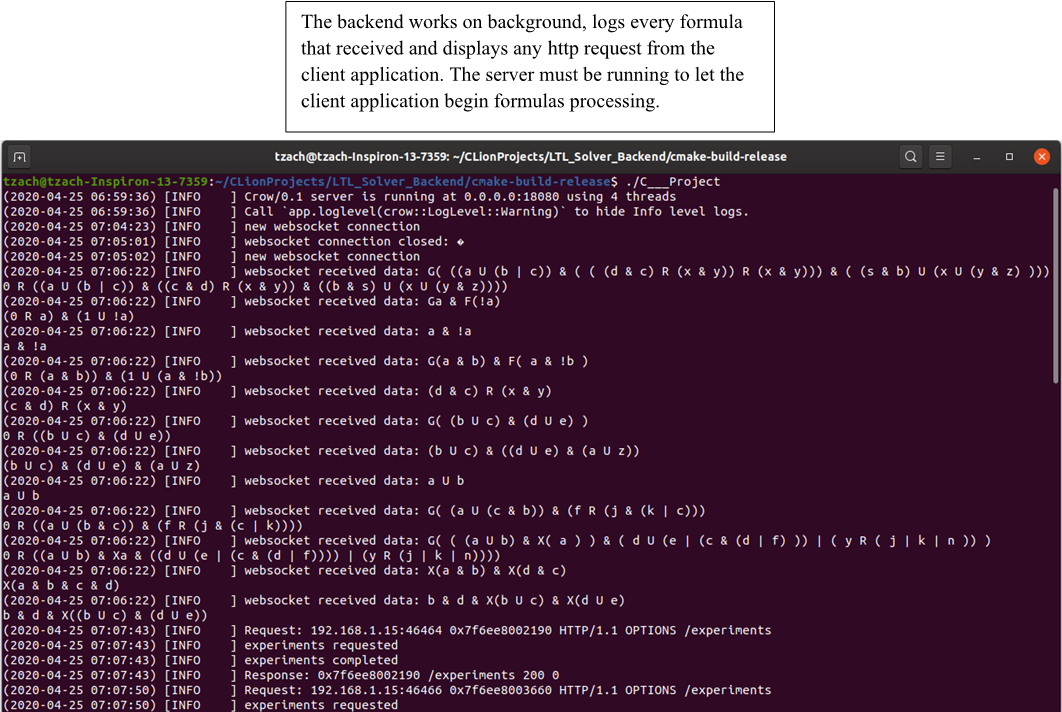 The backend works on background, logs every formula
that received and displays any http request from the
client application. The server must be running to let the
client application begin formulas processing.
tzach@tzach-Inspiron-13-7359: ~/CLionProjects/LTL_Solver_Backend/cmake-build-release
tzach@tzach-Inspiron-13-7359:~/CLionProjects/LTL_Solver_Backend/cmake-build-release$ ./C___Project
(2020-04-25 06:59:36) [INFO    ] Crow/0.1 server is running at 0.0.0.0:18080 using 4 threads
(2020-04-25 06:59:36) [INFO    ] Call `app.loglevel(crow::LogLevel::Warning)` to hide Info level logs.
(2020-04-25 07:04:23) [INFO    ] new websocket connection
(2020-04-25 07:05:01) [INFO    ] websocket connection closed: �
(2020-04-25 07:05:02) [INFO    ] new websocket connection
(2020-04-25 07:06:22) [INFO    ] websocket received data: G( ((a U (b | c)) & ( ( (d & c) R (x & y)) R (x & y))) & ( (s & b) U (x U (y & z) )))
0 R ((a U (b | c)) & ((c & d) R (x & y)) & ((b & s) U (x U (y & z))))
(2020-04-25 07:06:22) [INFO    ] websocket received data: Ga & F(!a)
(0 R a) & (1 U !a)
(2020-04-25 07:06:22) [INFO    ] websocket received data: a & !a
a & !a
(2020-04-25 07:06:22) [INFO    ] websocket received data: G(a & b) & F( a & !b )
(0 R (a & b)) & (1 U (a & !b))
(2020-04-25 07:06:22) [INFO    ] websocket received data: (d & c) R (x & y)
(c & d) R (x & y)
(2020-04-25 07:06:22) [INFO    ] websocket received data: G( (b U c) & (d U e) )
0 R ((b U c) & (d U e))
(2020-04-25 07:06:22) [INFO    ] websocket received data: (b U c) & ((d U e) & (a U z))
(b U c) & (d U e) & (a U z)
(2020-04-25 07:06:22) [INFO    ] websocket received data: a U b
a U b
(2020-04-25 07:06:22) [INFO    ] websocket received data: G( (a U (c & b)) & (f R (j & (k | c)))
0 R ((a U (b & c)) & (f R (j & (c | k))))
(2020-04-25 07:06:22) [INFO    ] websocket received data: G( ( (a U b) & X( a ) ) & ( d U (e | (c & (d | f) )) | ( y R ( j | k | n )) )
0 R ((a U b) & Xa & ((d U (e | (c & (d | f)))) | (y R (j | k | n))))
(2020-04-25 07:06:22) [INFO    ] websocket received data: X(a & b) & X(d & c)
X(a & b & c & d)
(2020-04-25 07:06:22) [INFO    ] websocket received data: b & d & X(b U c) & X(d U e)
b & d & X((b U c) & (d U e))
(2020-04-25 07:07:43) [INFO    ] Request: 192.168.1.15:46464 0x7f6ee8002190 HTTP/1.1 OPTIONS /experiments
(2020-04-25 07:07:43) [INFO    ] experiments requested
(2020-04-25 07:07:43) [INFO    ] experiments completed
(2020-04-25 07:07:43) [INFO    ] Response: 0x7f6ee8002190 /experiments 200 0
(2020-04-25 07:07:50) [INFO    ] Request: 192.168.1.15:46466 0x7f6ee8003660 HTTP/1.1 OPTIONS /experiments
(2020-04-25 07:07:50) [INFO    ] experiments requested